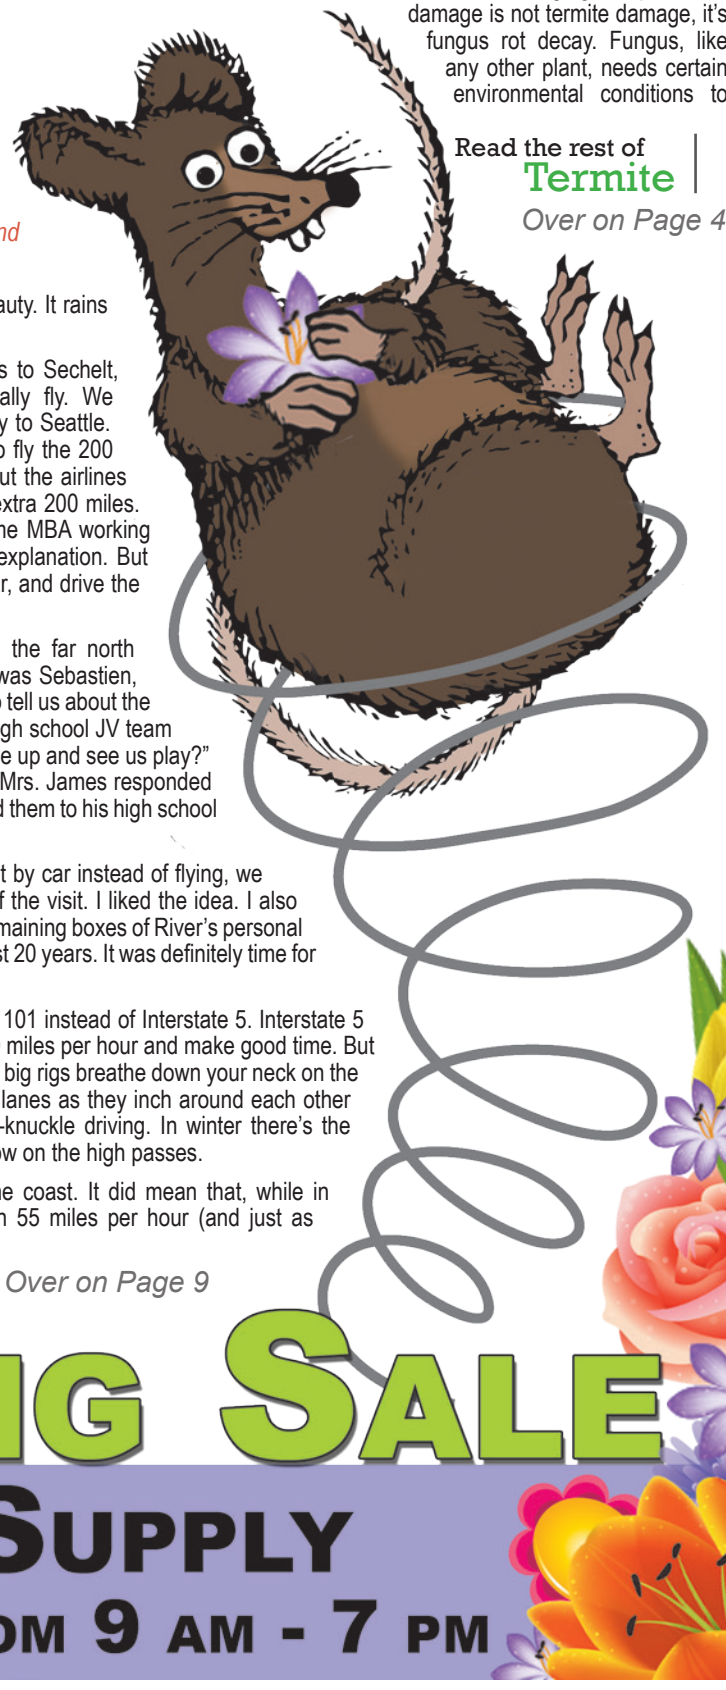 damage is not termite damage, it's
fungus rot decay. Fungus, like
any other plant, needs certain
environmental conditions to
Read the rest of
Termite
Over on Page 4
auty. It rains
s to Sechelt,
ally fly. We
y to Seattle.
o fly the 200
ut the airlines
extra 200 miles.
ne MBA working
explanation. But
r, and drive the
the far north
was Sebastien,
o tell us about the
gh school JV team
e up and see us play?"
Mrs. James responded
d them to his high school
t by car instead of flying, we
f the visit. I liked the idea. I also
maining boxes of River's personal
st 20 years. It was definitely time for
101 instead of Interstate 5. Interstate 5
miles per hour and make good time. But
big rigs breathe down your neck on the
lanes as they inch around each other
-knuckle driving. In winter there's the
ow on the high passes.
ne coast. It did mean that, while in
n 55 miles per hour (and just as
Over on Page 9
NG SALE
SUPPLY
OM 9 AM - 7 PM